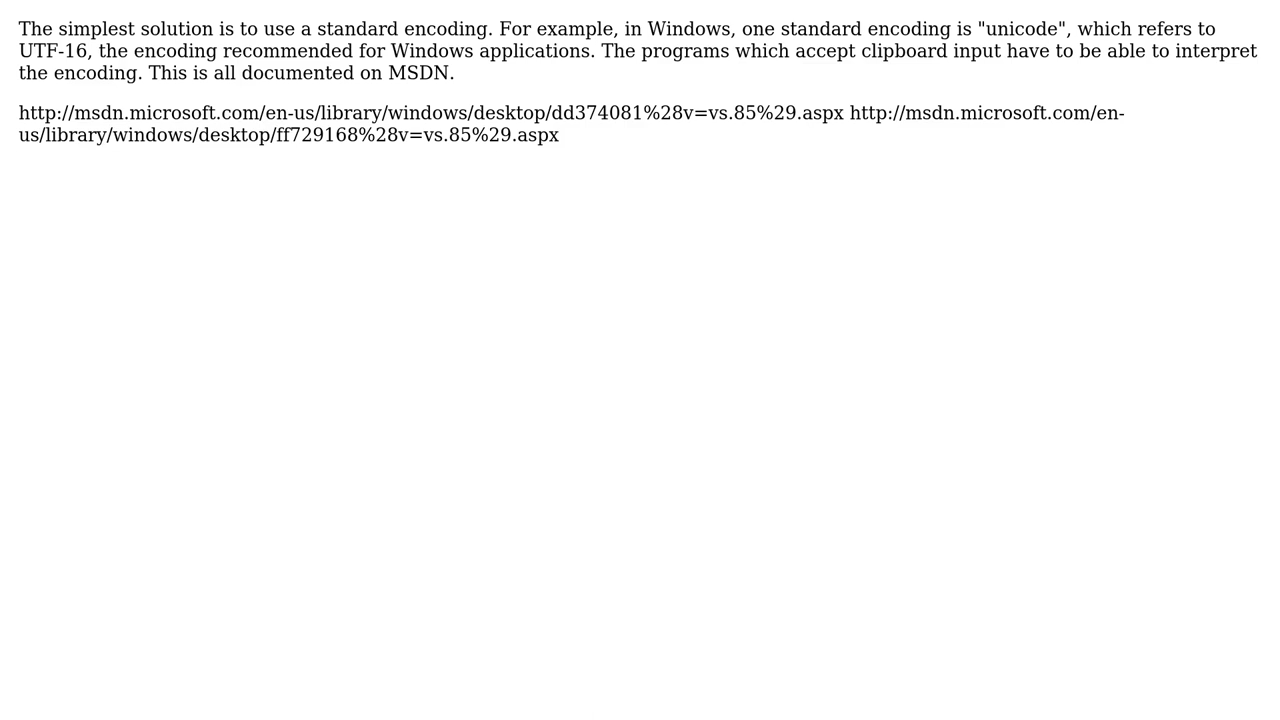 The simplest solution is to use a standard encoding. For example, in Windows, one standard encoding is "unicode", which refers to
UTF-16, the encoding recommended for Windows applications. The programs which accept clipboard input have to be able to interpret
the encoding. This is all documented on MSDN.
http://msdn.microsoft.com/en-us/library/windows/desktop/dd374081%28v=vs.85%29.aspx http://msdn.microsoft.com/en-
us/library/windows/desktop/ff729168%28v=vs.85%29.aspx